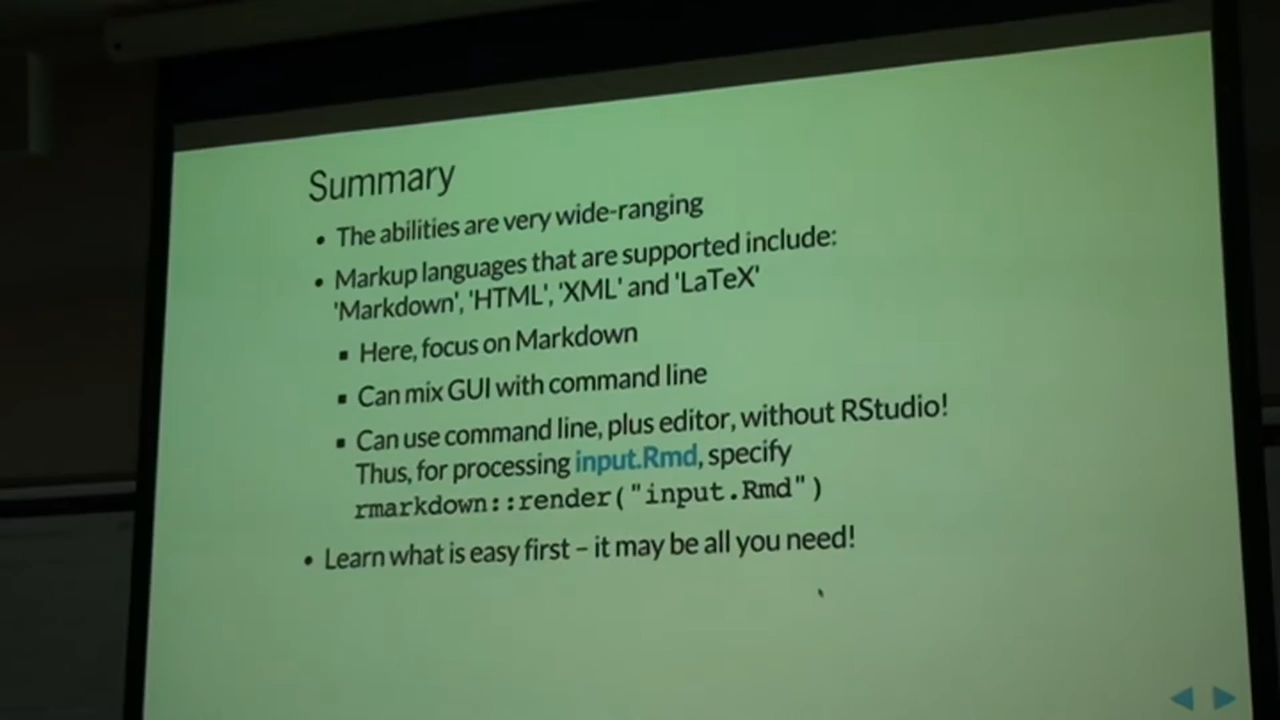 Summary
• The abilities are very wide-ranging
• Markup languages that are supported include:
'Markdown', 'HTML', 'XML' and 'LaTeX'
▪ Here, focus on Markdown
▪ Can mix GUI with command line
▪ Can use command line, plus editor, without RStudio!
Thus, for processing input.Rmd, specify
rmarkdown::render("input.Rmd")
• Learn what is easy first – it may be all you need!